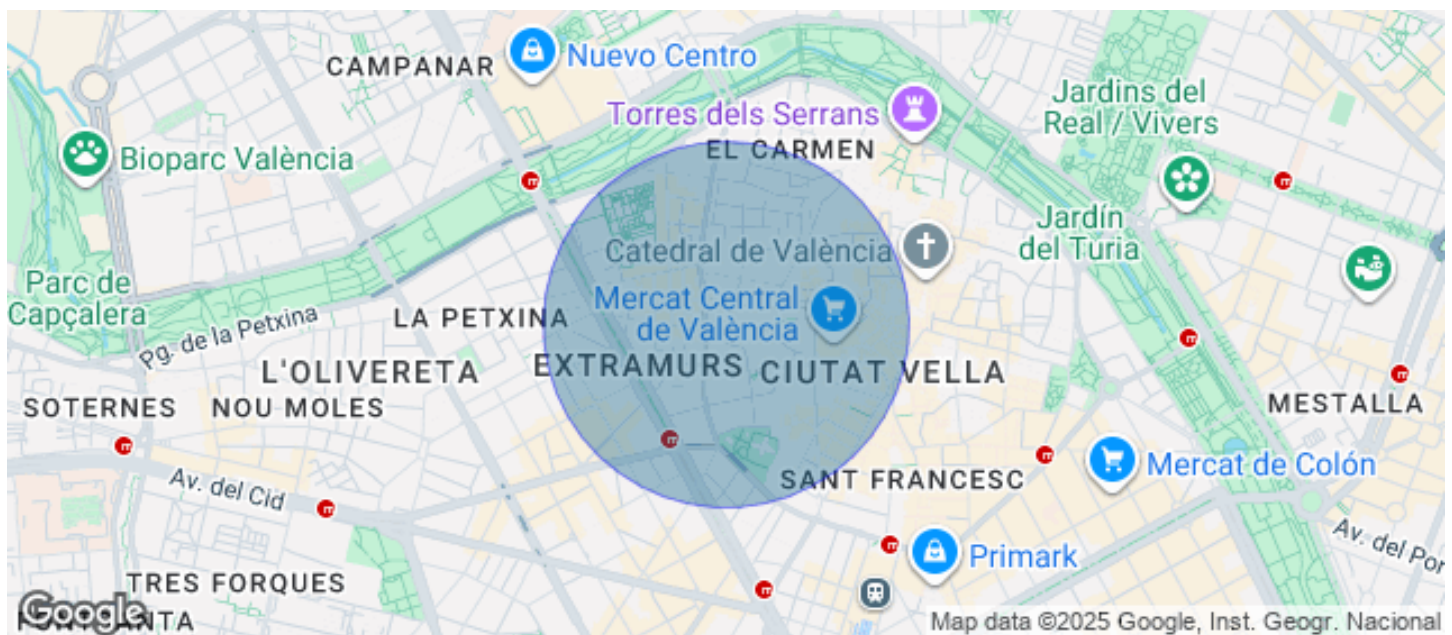 CAMPANAR
Nuevo Centro
Torres dels Serrans
Jardins del
Real / Vivers
EL CARMEN
Bioparc València
Catedral de València
Jardín
del Turia
Parc de
Capçalera
Mercat Central
de València
Pg. de la Petxina
LA PETXINA
EXTRAMURS
CIUTAT VELLA
L'OLIVERETA
SOTERNES
NOU MOLES
MESTALLA
Mercat de Colón
Av. del Cid
SANT FRANCESC
Av. del Por
Primark
TRES FORQUES
Google
Map data ©2025 Google, Inst. Geogr. Nacional